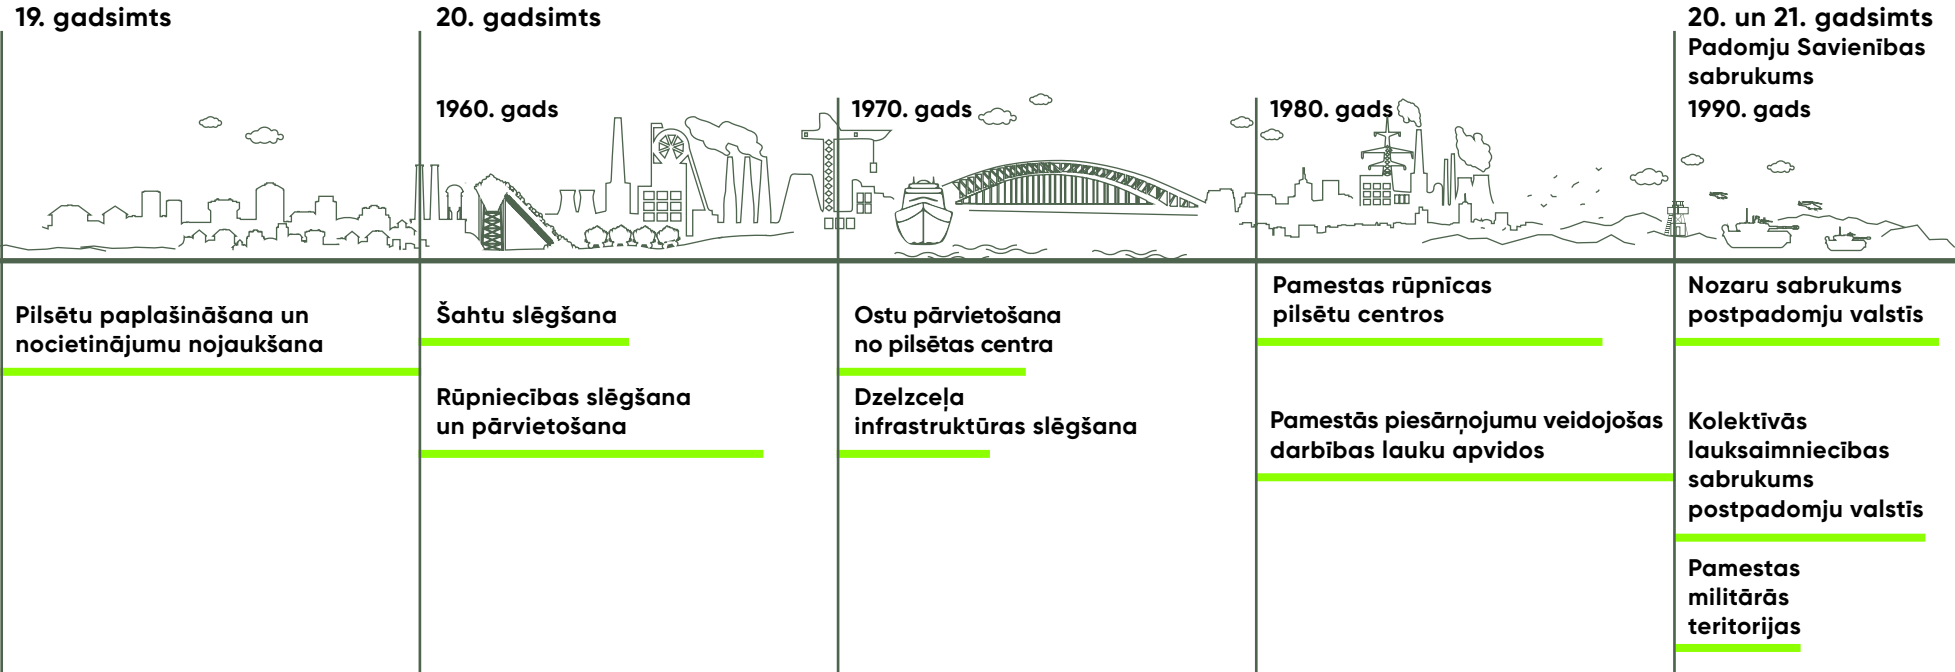 19. gadsimts
Pilsētu paplašināšana un
nocietinājumu nojaukšana
20. gadsimts
1960. gads
Šahtu slēgšana
Rūpniecības slēgšana
un pārvietošana
1970. gads
Ostu pārvietošana
no pilsētas centra
Dzelzceļa
infrastruktūras slēgšana
1980. gads
Pamestas rūpnīcas
pilsētu centros
Pamestās piesārņojumu veidojošas
darbības lauku apvidos
20. un 21. gadsimts
Padomju Savienības
sabrukums
1990. gads
Nozaru sabrukums
postpadomju valstīs
Kolektīvās
lauksaimniecības
sabrukums
postpadomju valstīs
Pamestas
militārās
teritorijas